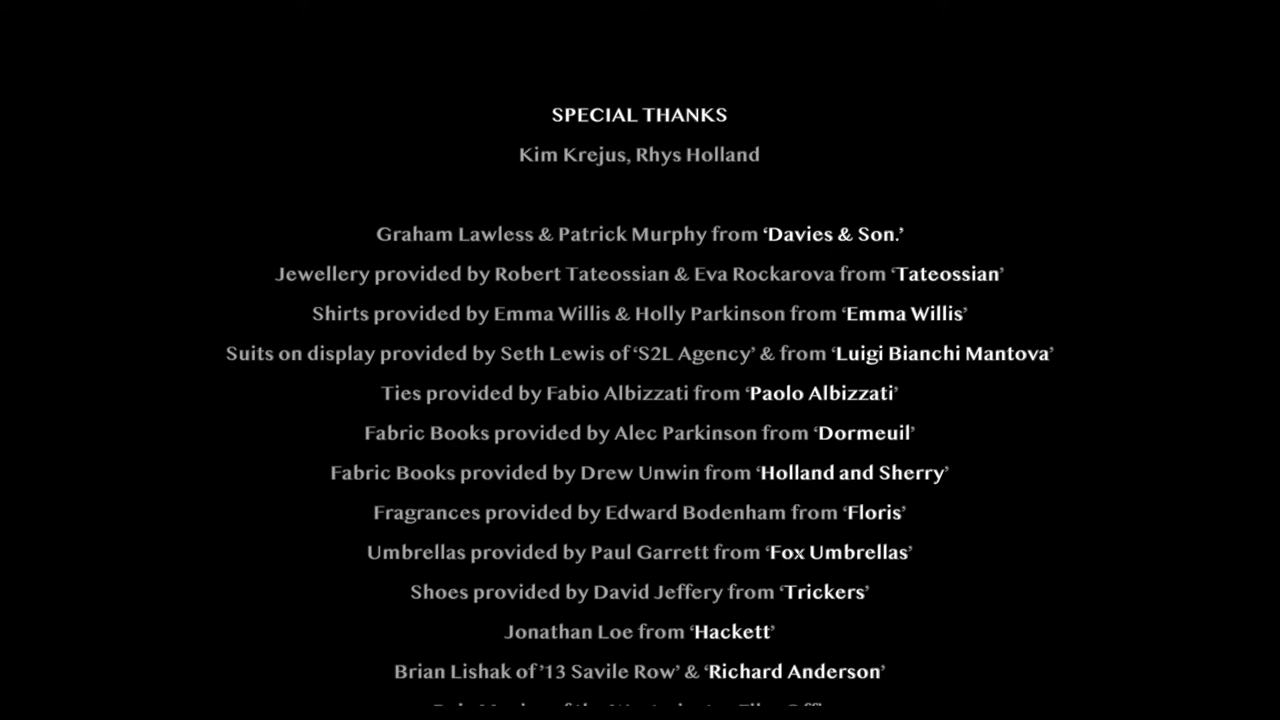 SPECIAL THANKS
Kim Krejus, Rhys Holland
Graham Lawless & Patrick Murphy from ‘Davies & Son.’
Jewellery provided by Robert Tateossian & Eva Rockarova from ‘Tateossian’
Shirts provided by Emma Willis & Holly Parkinson from ‘Emma Willis’
Suits on display provided by Seth Lewis of ‘S2L Agency’ & from ‘Luigi Bianchi Mantova’
Ties provided by Fabio Albizzati from ‘Paolo Albizzati’
Fabric Books provided by Alec Parkinson from ‘Dormeuil’
Fabric Books provided by Drew Unwin from ‘Holland and Sherry’
Fragrances provided by Edward Bodenham from ‘Floris’
Umbrellas provided by Paul Garrett from ‘Fox Umbrellas’
Shoes provided by David Jeffery from ‘Trickers’
Jonathan Loe from ‘Hackett’
Brian Lishak of ’13 Savile Row’ & ‘Richard Anderson’